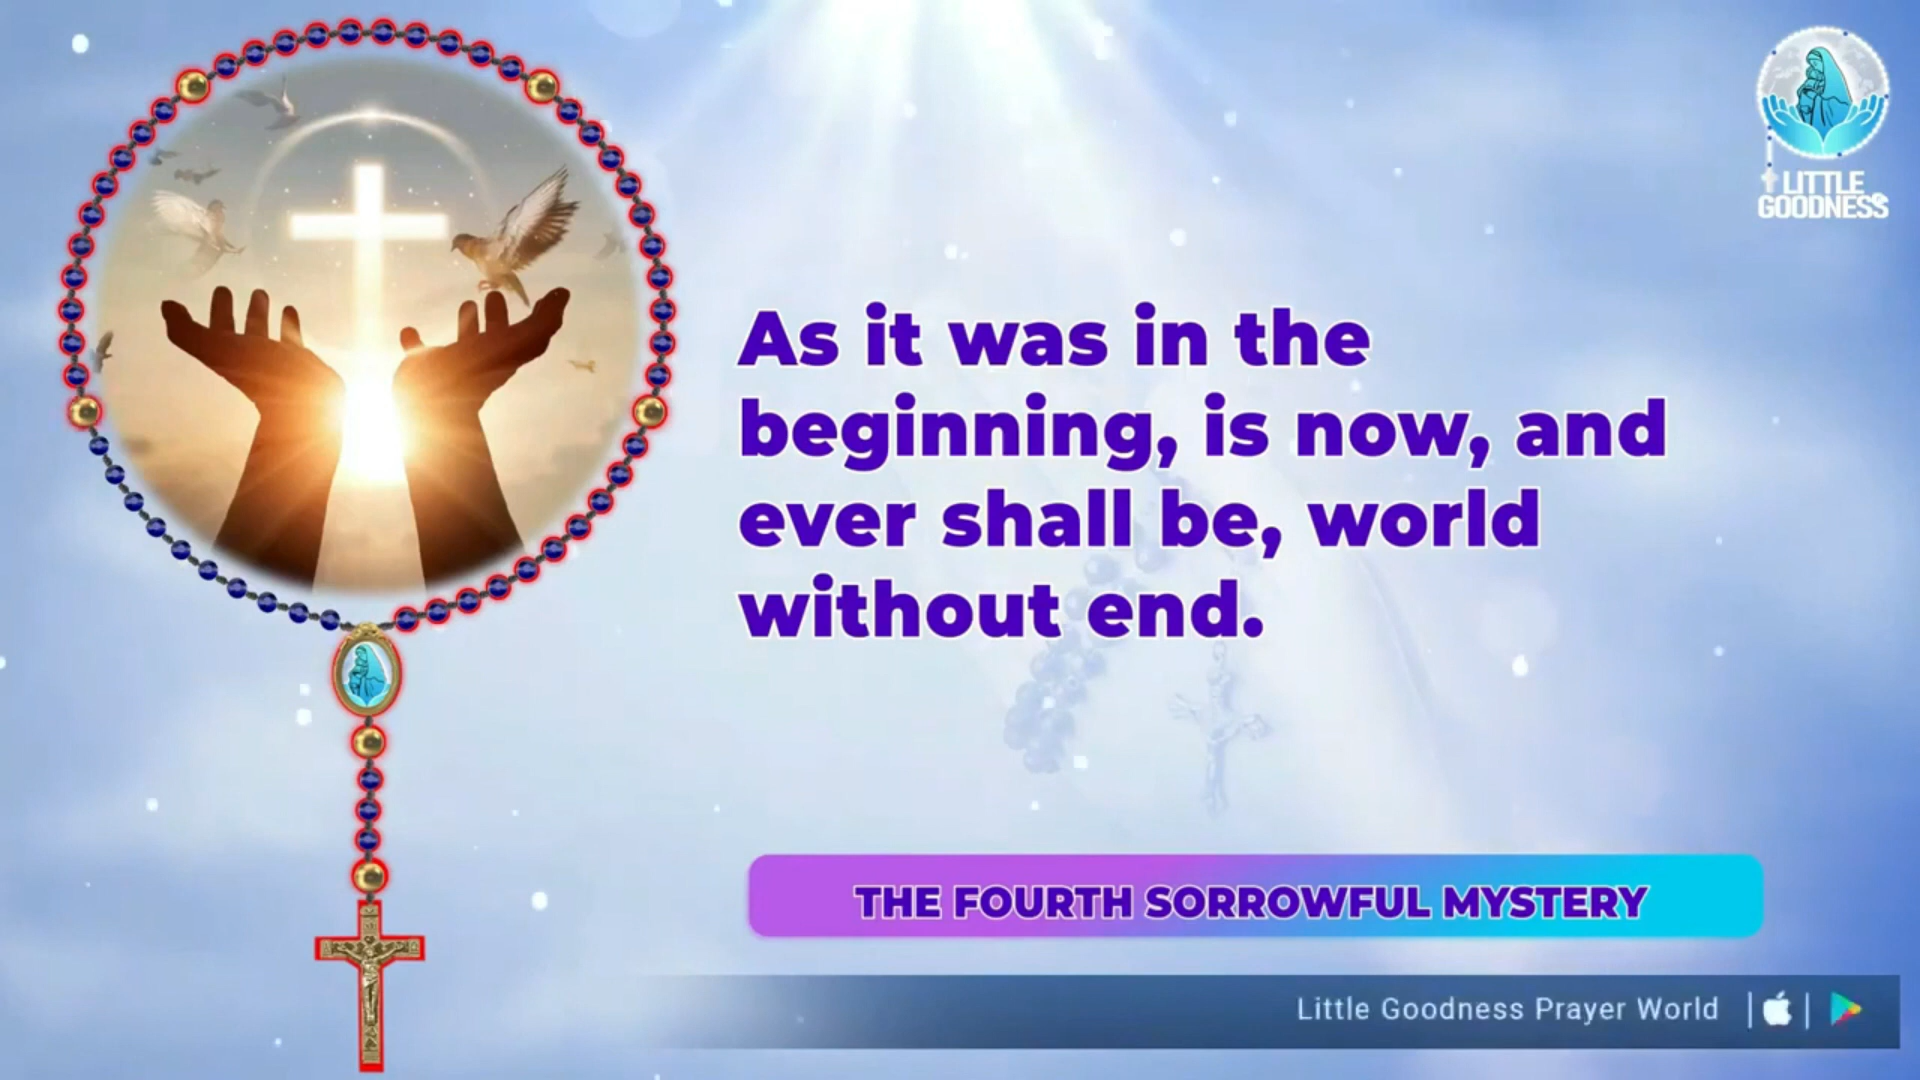 LITTLE
GOODNESS
As it was in the
beginning, is now, and
ever shall be, world
without end.
THE FOURTH SORROWFUL MYSTERY
Little Goodness Prayer World